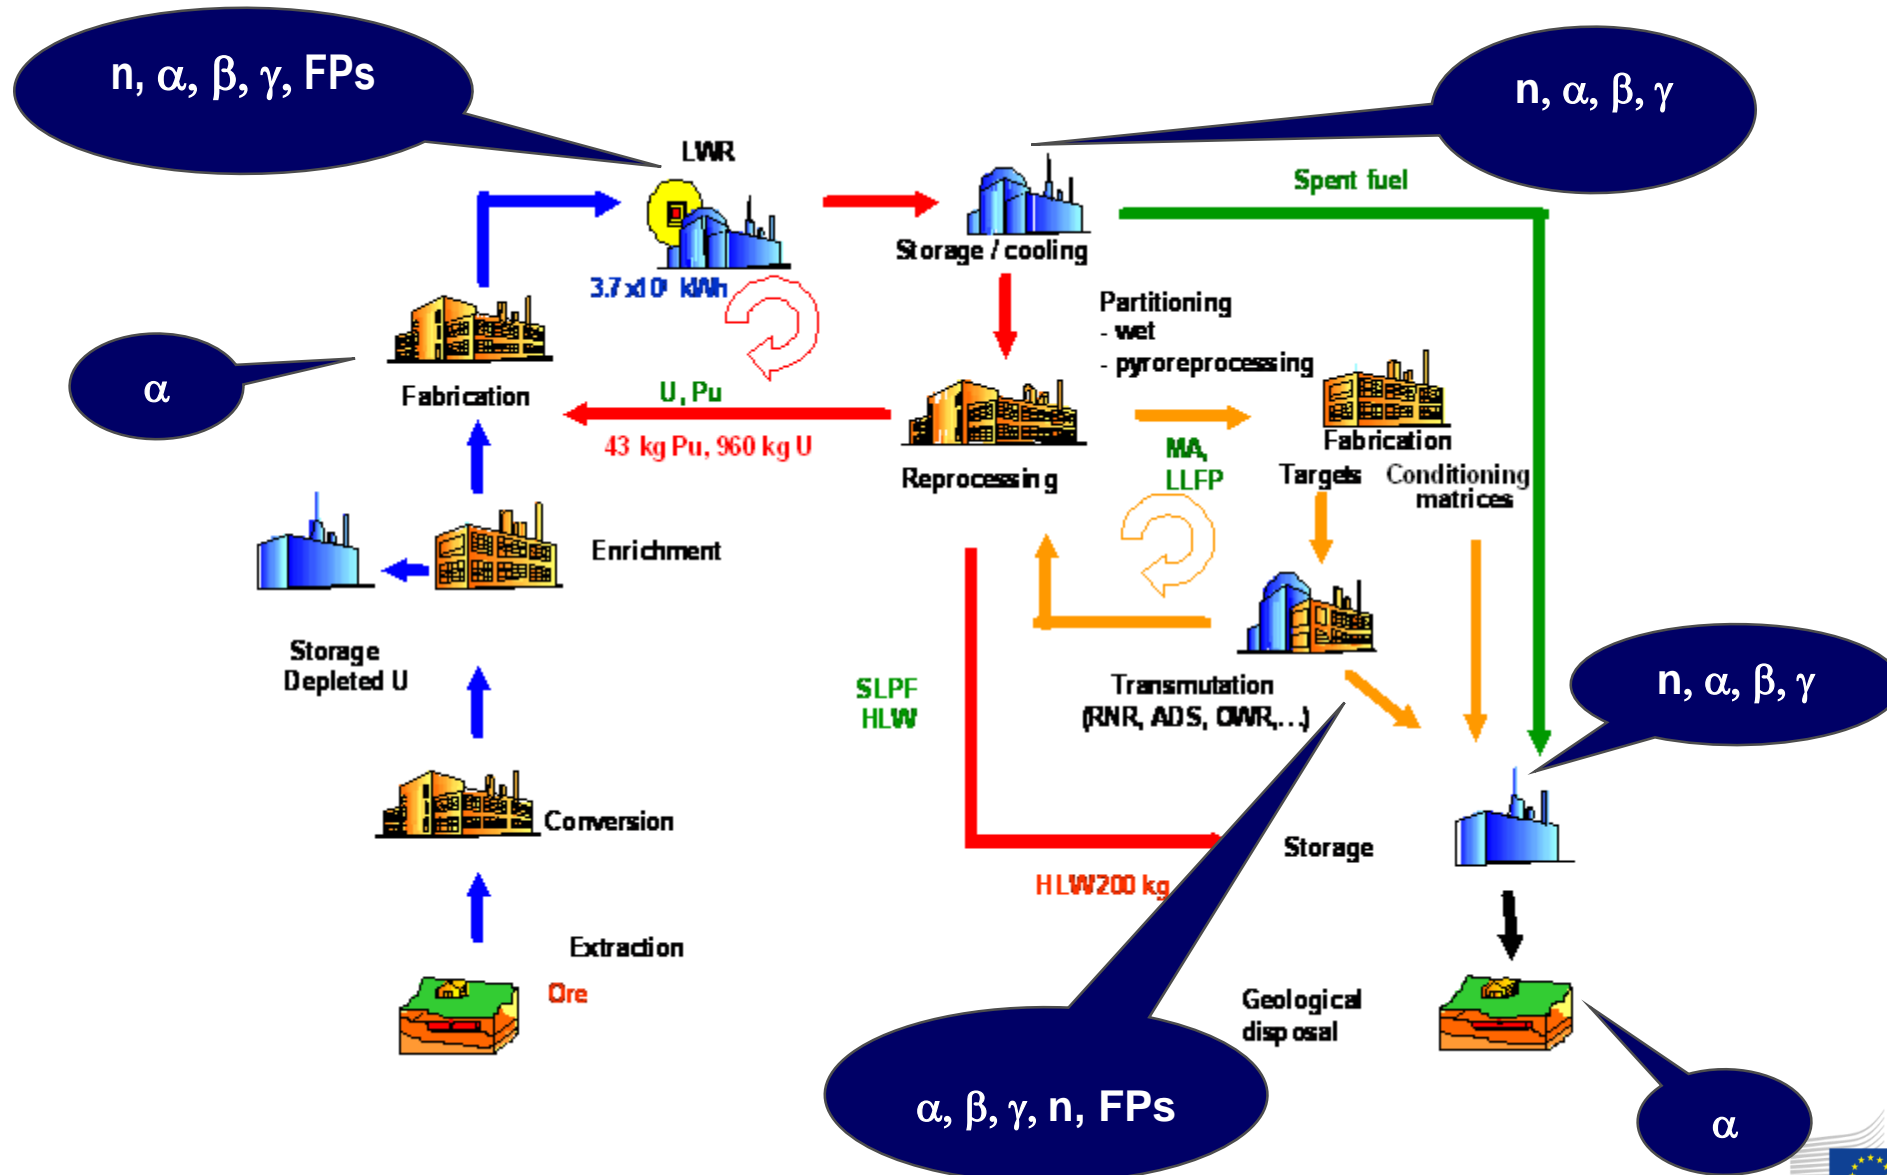 n, α, β, γ, FPs
n, α, β, γ
LWR
Spent fuel
Storage / cooling
3.7x10⁹ kWh
Partitioning
- wet
- pyroreprocessing
α
Fabrication
U, Pu
43 kg Pu, 960 kg U
Reprocessing
MA,
LLFP
Fabrication
Targets
Conditioning
matrices
Enrichment
Storage
Depleted U
SLPF
HLW
Transmutation
(RNR, ADS, OWR,...)
n, α, β, γ
Conversion
Storage
HLW200 kg
Extraction
Ore
Geological
disposal
α, β, γ, n, FPs
α